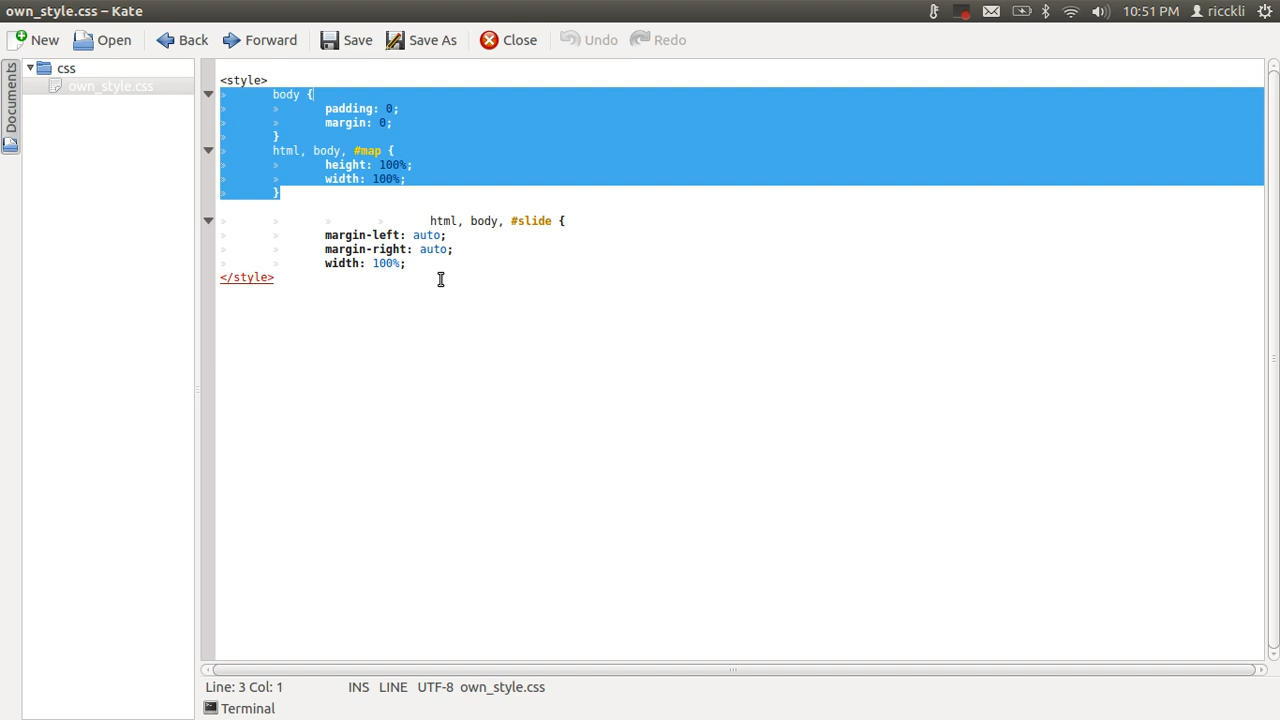 own_style.css – Kate
10:51 PM
ricckli
New
Open
Back
Forward
Save
Save As
Close
Undo
Redo
Documents
css
own_style.css
<style>
body {
padding: 0;
margin: 0;
}
html, body, #map {
height: 100%;
width: 100%;
}
html, body, #slide {
margin-left: auto;
margin-right: auto;
width: 100%;
</style>
Line: 3 Col: 1
INS
LINE
UTF-8
own_style.css
Terminal